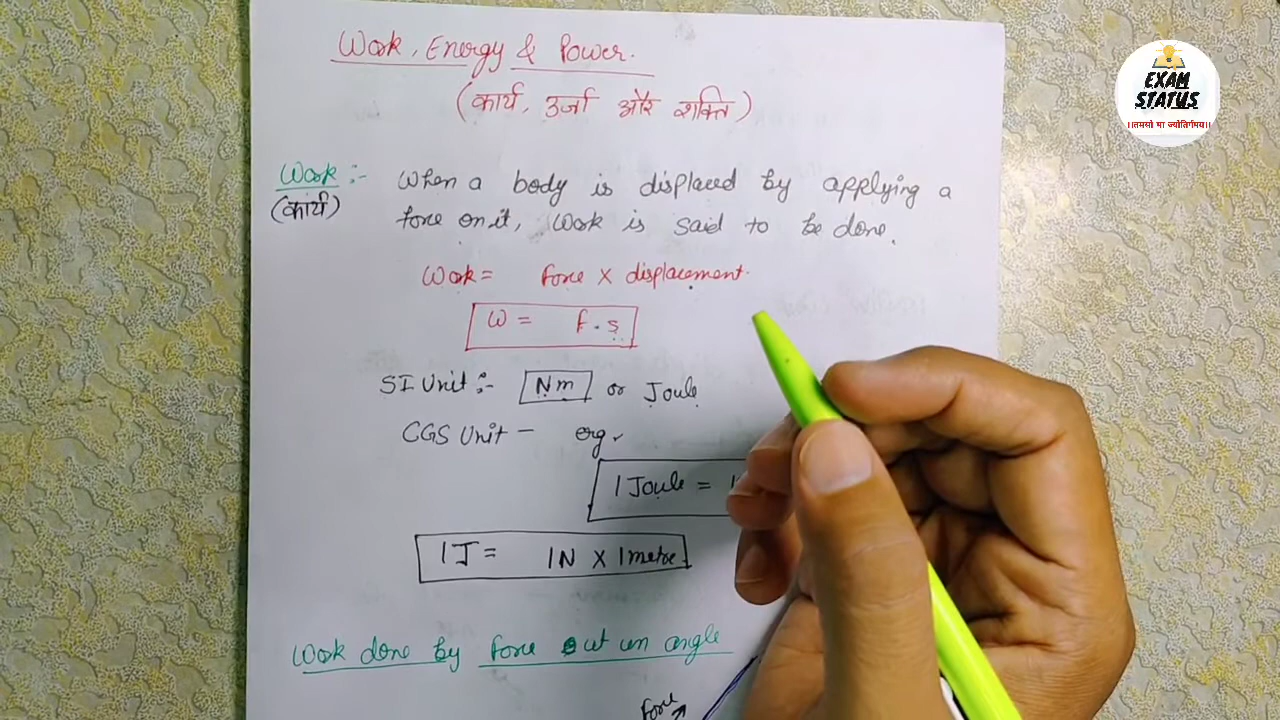 Work, Energy & Power.
(कार्य, उर्जा और शक्ति)
Work :-
(कार्य)
When a body is displaced by applying a
force on it, Work is said to be done.
Work = Force X displacement.
W = F.s
SI Unit :- Nm or Joule
CGS Unit - erg
1 Joule =
1J = 1N X 1metre
Work done by force at an angle
Force
EXAM
STATUS
।।तमसो मा ज्योतिर्गमय।।